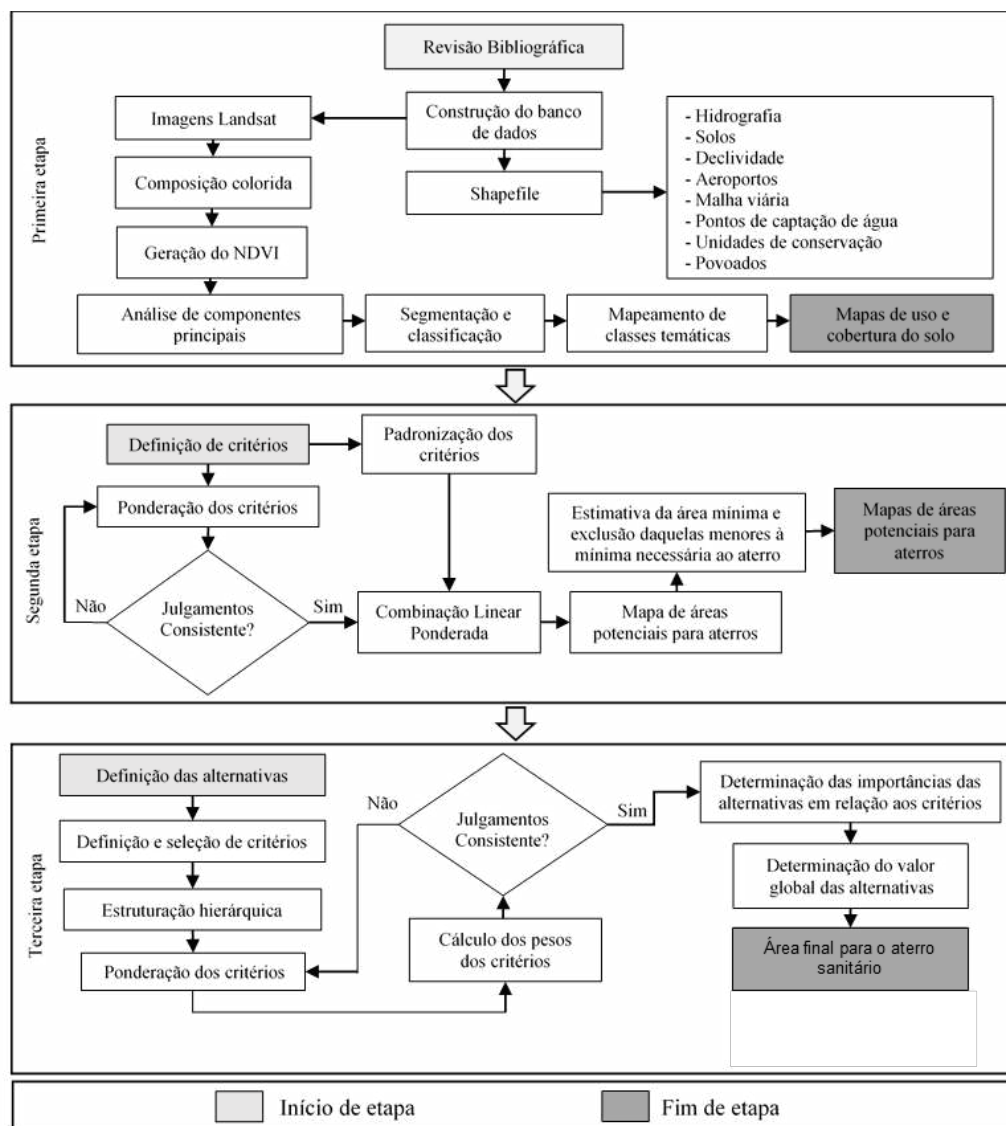 Primeira etapa
Revisão Bibliográfica
Construção do banco
de dados
Imagens Landsat
Composição colorida
Geração do NDVI
Shapefile
- Hidrografia
- Solos
- Declividade
- Aeroportos
- Malha viária
- Pontos de captação de água
- Unidades de conservação
- Povoados
Análise de componentes
principais
Segmentação e
classificação
Mapeamento de
classes temáticas
Mapas de uso e
cobertura do solo
Segunda etapa
Definição de critérios
Padronização dos
critérios
Ponderação dos critérios
Não
Julgamentos
Consistente?
Sim
Combinação Linear
Ponderada
Mapa de áreas
potenciais para aterros
Estimativa da área mínima e
exclusão daquelas menores à
mínima necessária ao aterro
Mapas de áreas
potenciais para
aterros
Terceira etapa
Definição das alternativas
Definição e seleção de critérios
Estruturação hierárquica
Ponderação dos critérios
Cálculo dos pesos
dos critérios
Não
Julgamentos
Consistente?
Sim
Determinação das importâncias das
alternativas em relação aos critérios
Determinação do valor
global das alternativas
Área final para o aterro
sanitário
Início de etapa
Fim de etapa